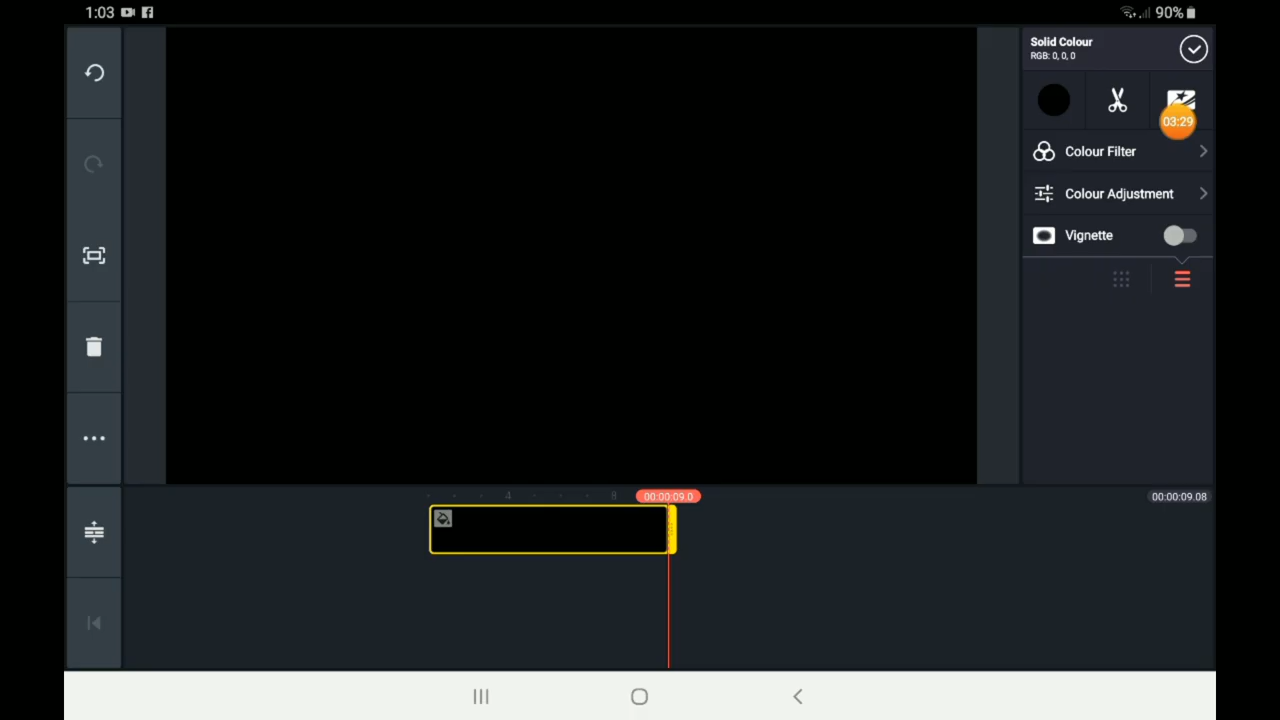 1:03
90%
Solid Colour
RGB: 0, 0, 0
03:29
Colour Filter
Colour Adjustment
Vignette
4
8
00:00:09.0
00:00:09.08